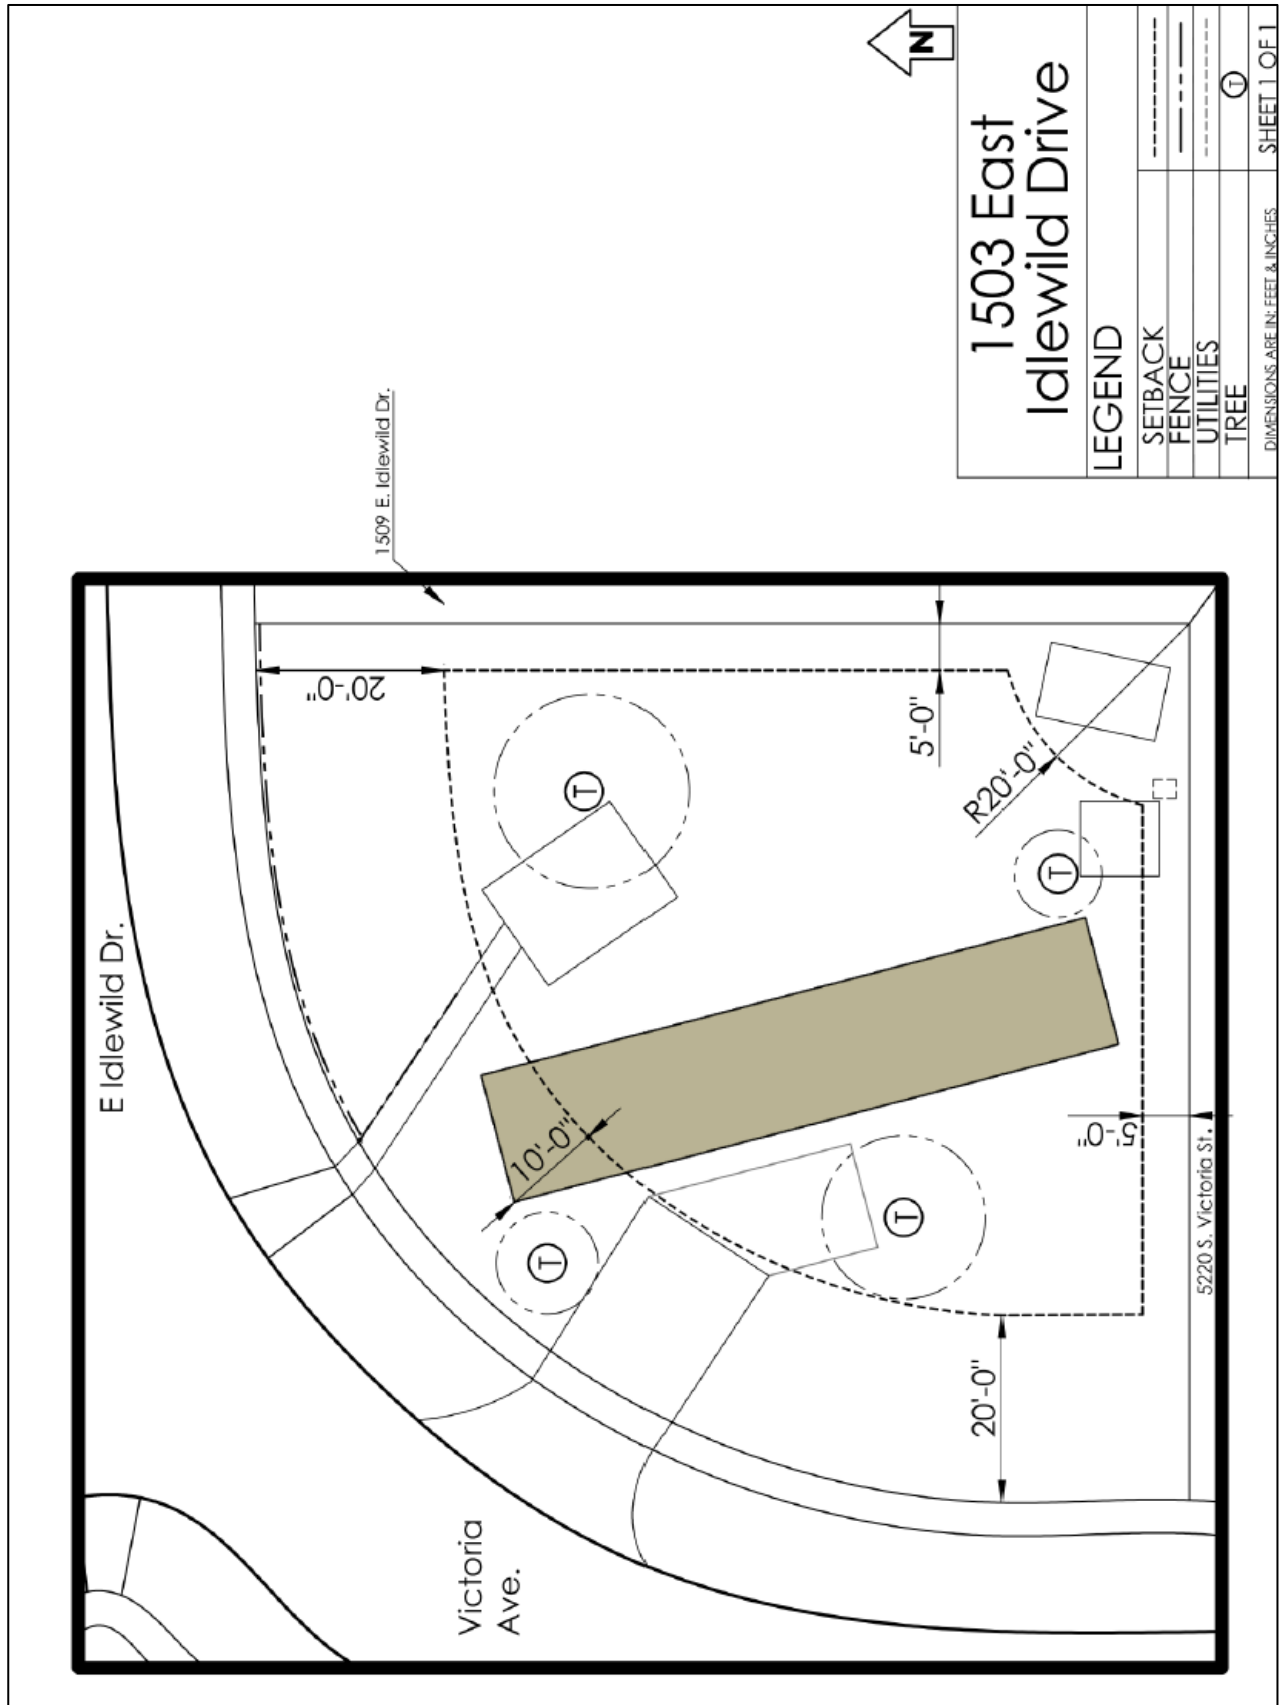 N
1503 East
Idlewild Drive
LEGEND
SETBACK
FENCE
UTILITIES
TREE
T
DIMENSIONS ARE IN: FEET & INCHES
SHEET 1 OF 1
1509 E. Idlewild Dr.
E Idlewild Dr.
20'-0"
T
5'-0"
R20'-0"
T
10'-0"
T
T
5'-0"
5220 S. Victoria St.
20'-0"
Victoria
Ave.